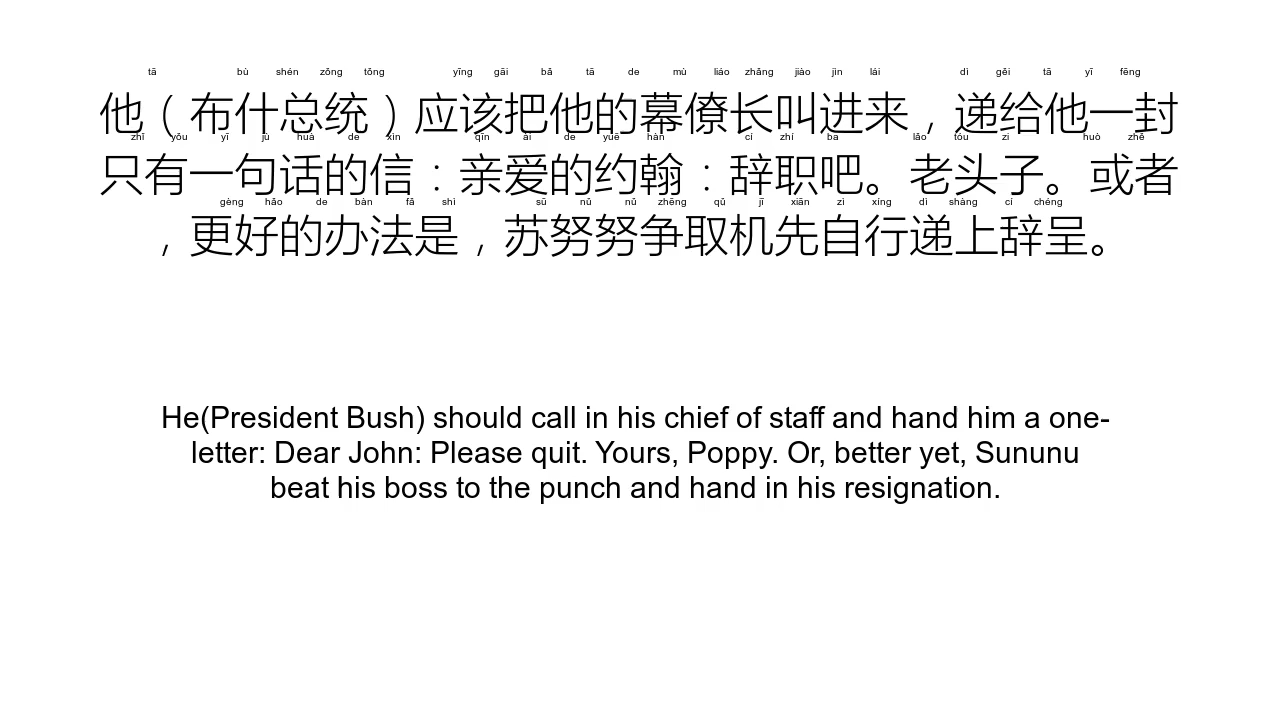 tā bù shén zǒng tǒng yīng gāi bǎ tā de mù liáo zhǎng jiào jìn lái dì gěi tā yī fēng
他（布什总统）应该把他的幕僚长叫进来，递给他一封
zhǐ yǒu yī jù huà de xìn qīn ài de yuē hàn cí zhí ba lǎo tóu zi huò zhě
只有一句话的信：亲爱的约翰：辞职吧。老头子。或者
gèng hǎo de bàn fǎ shì sū nǔ nǔ zhēng qǔ jī xiān zì xíng dì shàng cí chéng
，更好的办法是，苏努努争取机先自行递上辞呈。
He(President Bush) should call in his chief of staff and hand him a one-
letter: Dear John: Please quit. Yours, Poppy. Or, better yet, Sununu
beat his boss to the punch and hand in his resignation.